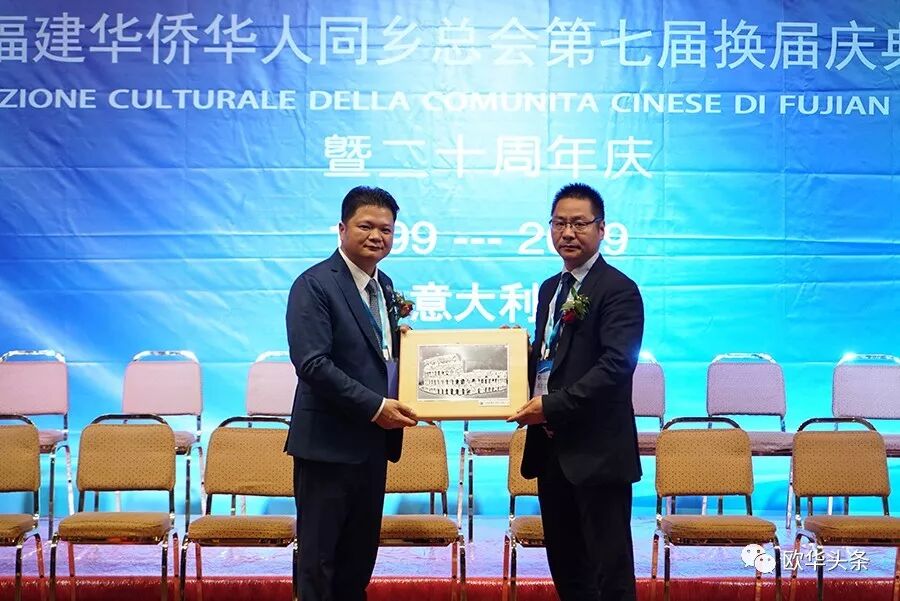 福建华侨华人同乡总会第七届换届庆典
ZIONE CULTURALE DELLA COMUNITA CINESE DI FUJIAN
暨二十周年庆
意大利
欧华头条